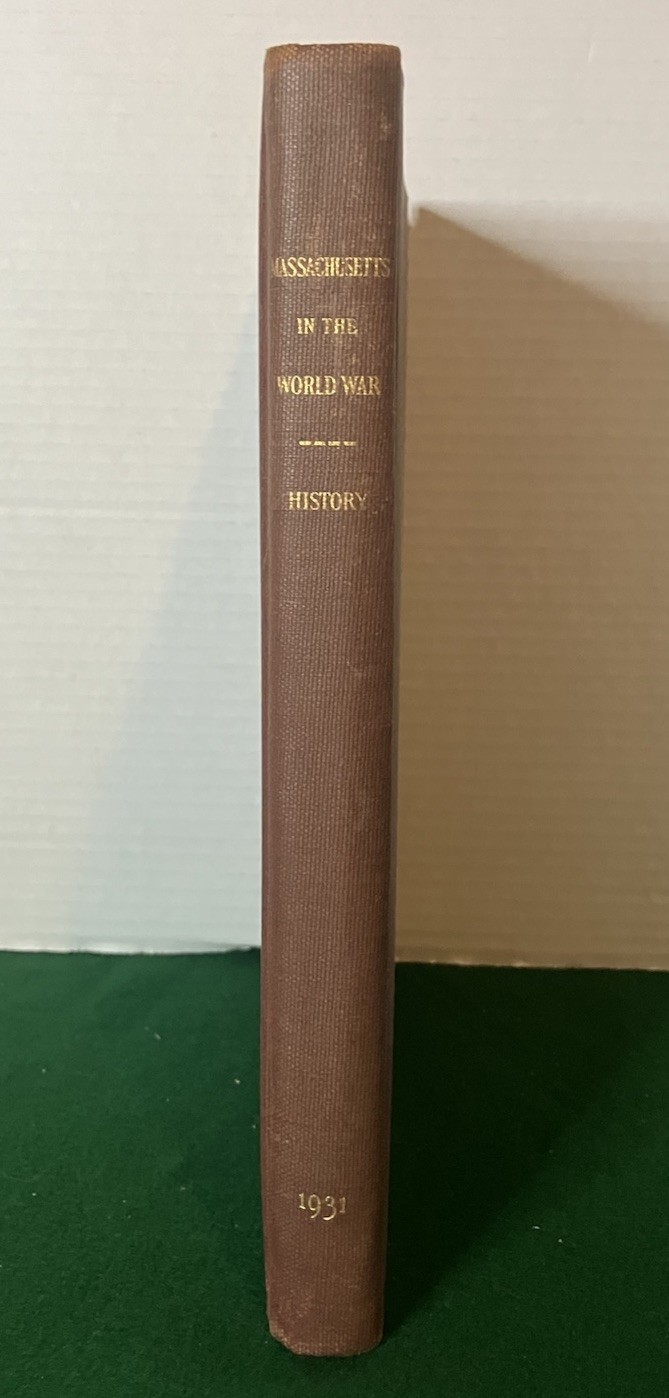 MASSACHUSETTS
IN THE
WORLD WAR
HISTORY
1931